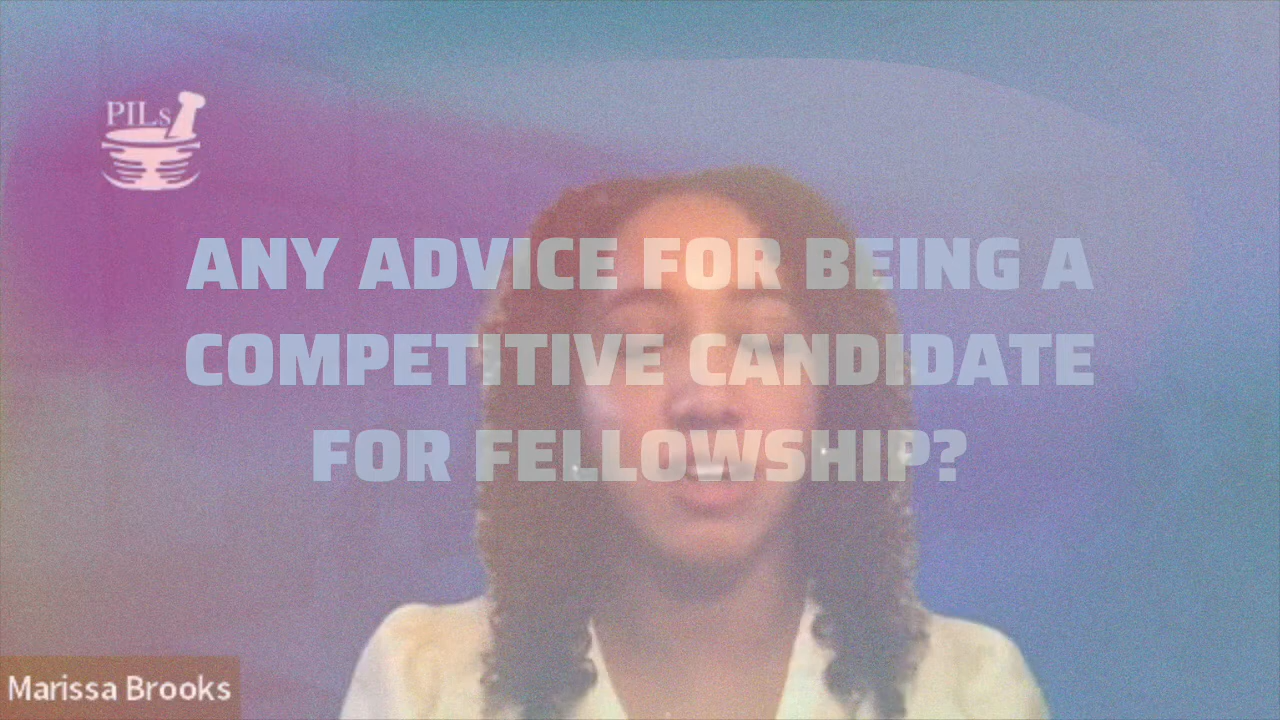 PILs
ANY ADVICE FOR BEING A
COMPETITIVE CANDIDATE
FOR FELLOWSHIP?
Marissa Brooks